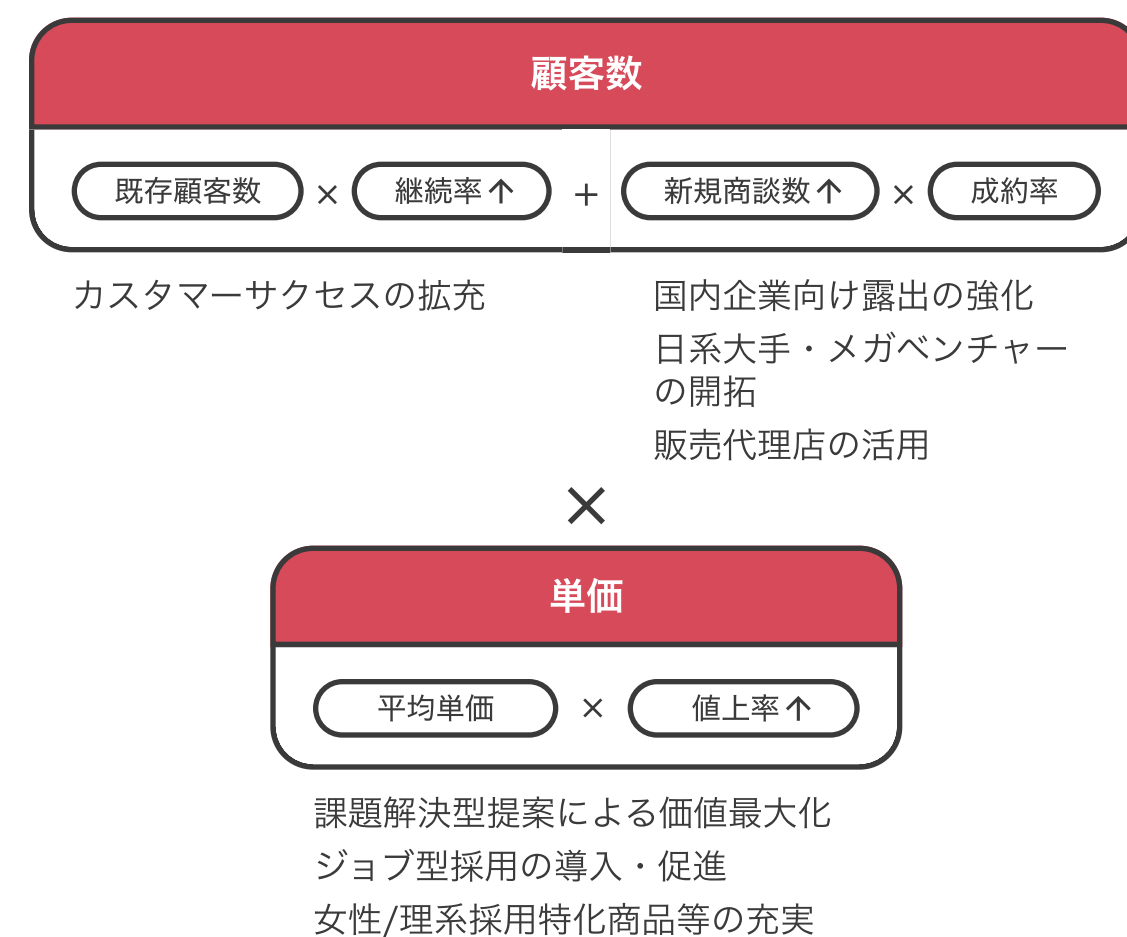 顧客数
既存顧客数 × 継続率↑ + 新規商談数↑ × 成約率
カスタマーサクセスの拡充
国内企業向け露出の強化
日系大手・メガベンチャー
の開拓
販売代理店の活用
×
単価
平均単価 × 値上率↑
課題解決型提案による価値最大化
ジョブ型採用の導入・促進
女性/理系採用特化商品等の充実